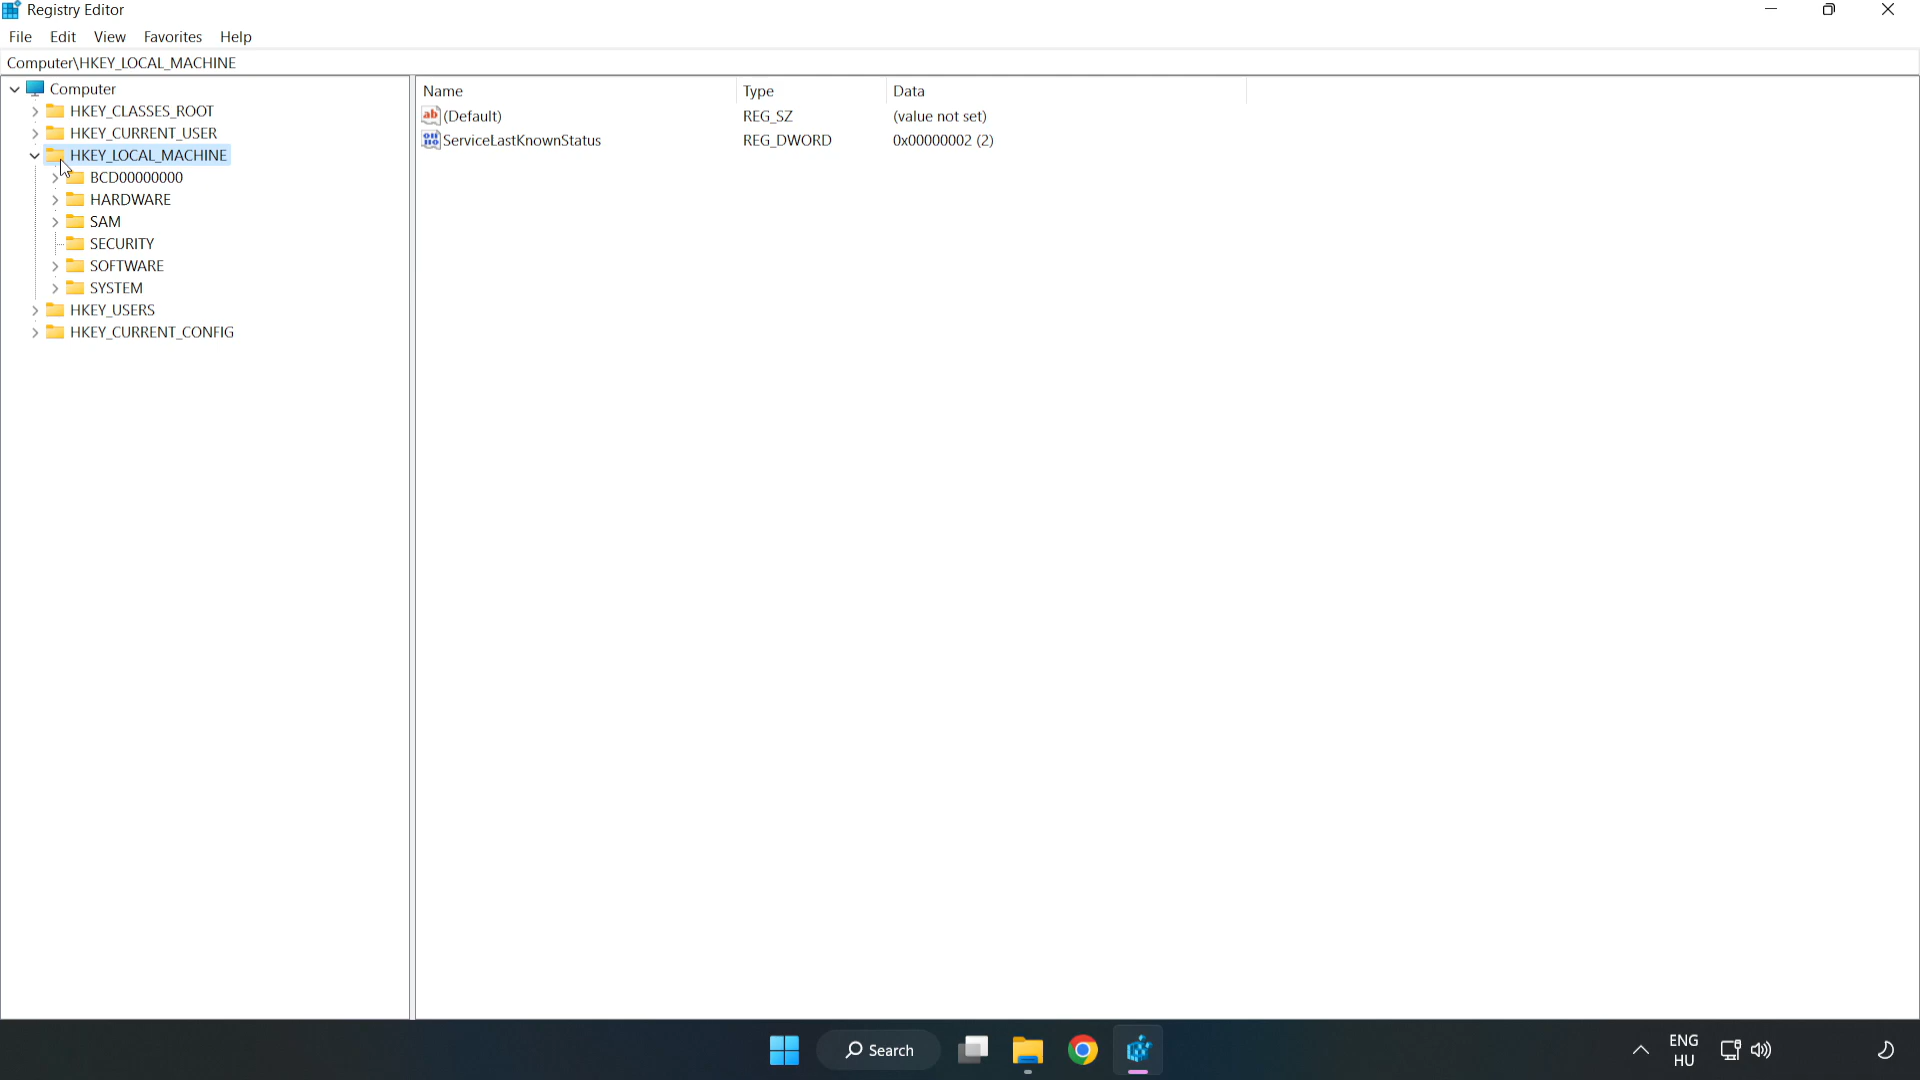 Registry Editor
File Edit View Favorites Help
Computer\HKEY_LOCAL_MACHINE
Computer
HKEY_CLASSES_ROOT
HKEY_CURRENT_USER
HKEY_LOCAL_MACHINE
BCD00000000
HARDWARE
SAM
SECURITY
SOFTWARE
SYSTEM
HKEY_USERS
HKEY_CURRENT_CONFIG
Name Type Data
(Default) REG_SZ (value not set)
ServiceLastKnownStatus REG_DWORD 0x00000002 (2)
Search
ENG
HU